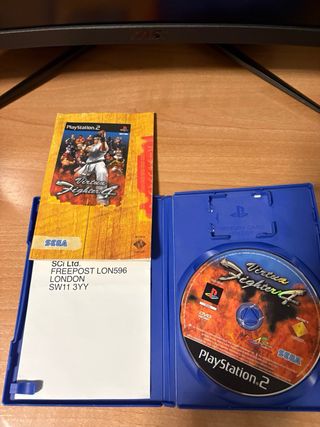 PlayStation 2
Virtua
Fighter 4
SEGA
SCi Ltd.
FREEPOST LON596
LONDON
SW11 3YY
Virtua
Fighter 4
SEGA
PlayStation 2